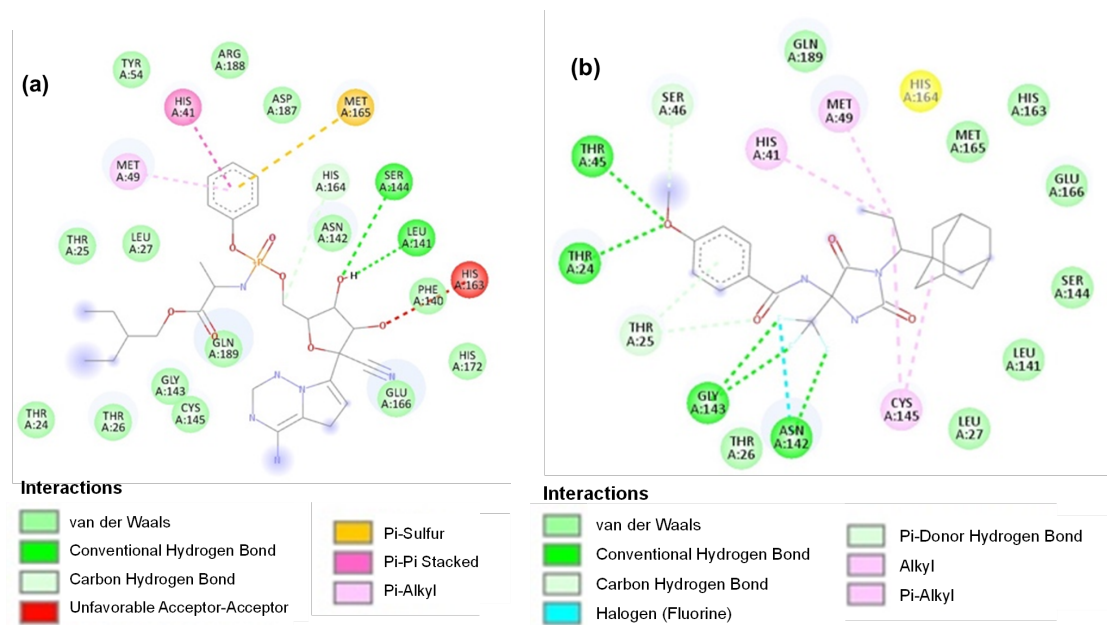 (a)
TYR
A:54
ARG
A:188
HIS
A:41
ASP
A:187
MET
A:165
MET
A:49
HIS
A:164
SER
A:144
THR
A:25
LEU
A:27
ASN
A:142
LEU
A:141
P
O
O
O
H
O
N
O
O
O
O
PHE
A:140
HIS
A:163
GLN
A:189
N
N
N
N
N
HIS
A:172
GLY
A:143
CYS
A:145
GLU
A:166
THR
A:24
THR
A:26
Interactions
van der Waals
Conventional Hydrogen Bond
Carbon Hydrogen Bond
Unfavorable Acceptor-Acceptor
Pi-Sulfur
Pi-Pi Stacked
Pi-Alkyl
(b)
GLN
A:189
SER
A:46
MET
A:49
HIS
A:164
HIS
A:163
THR
A:45
HIS
A:41
MET
A:165
GLU
A:166
THR
A:24
O
O
N
N
O
N
O
SER
A:144
THR
A:25
LEU
A:141
GLY
A:143
ASN
A:142
CYS
A:145
LEU
A:27
THR
A:26
Interactions
van der Waals
Conventional Hydrogen Bond
Carbon Hydrogen Bond
Halogen (Fluorine)
Pi-Donor Hydrogen Bond
Alkyl
Pi-Alkyl